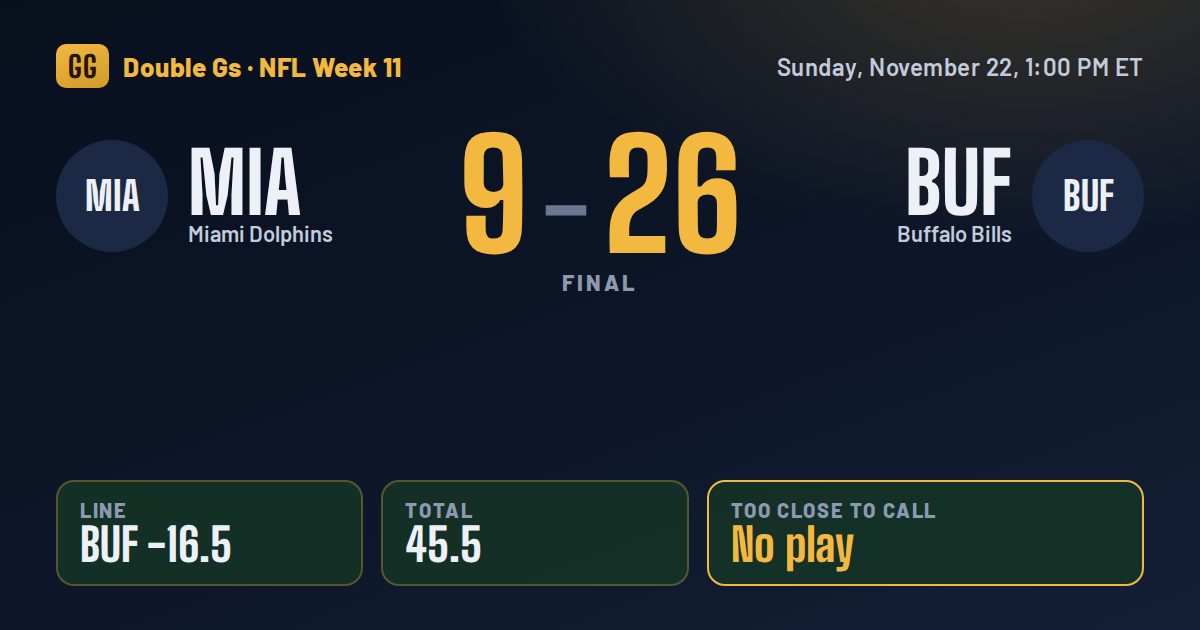 GG Double Gs · NFL Week 11
Sunday, November 22, 1:00 PM ET
MIA
MIA
Miami Dolphins
9 – 26
FINAL
BUF
Buffalo Bills
BUF
LINE
BUF −16.5
TOTAL
45.5
TOO CLOSE TO CALL
No play